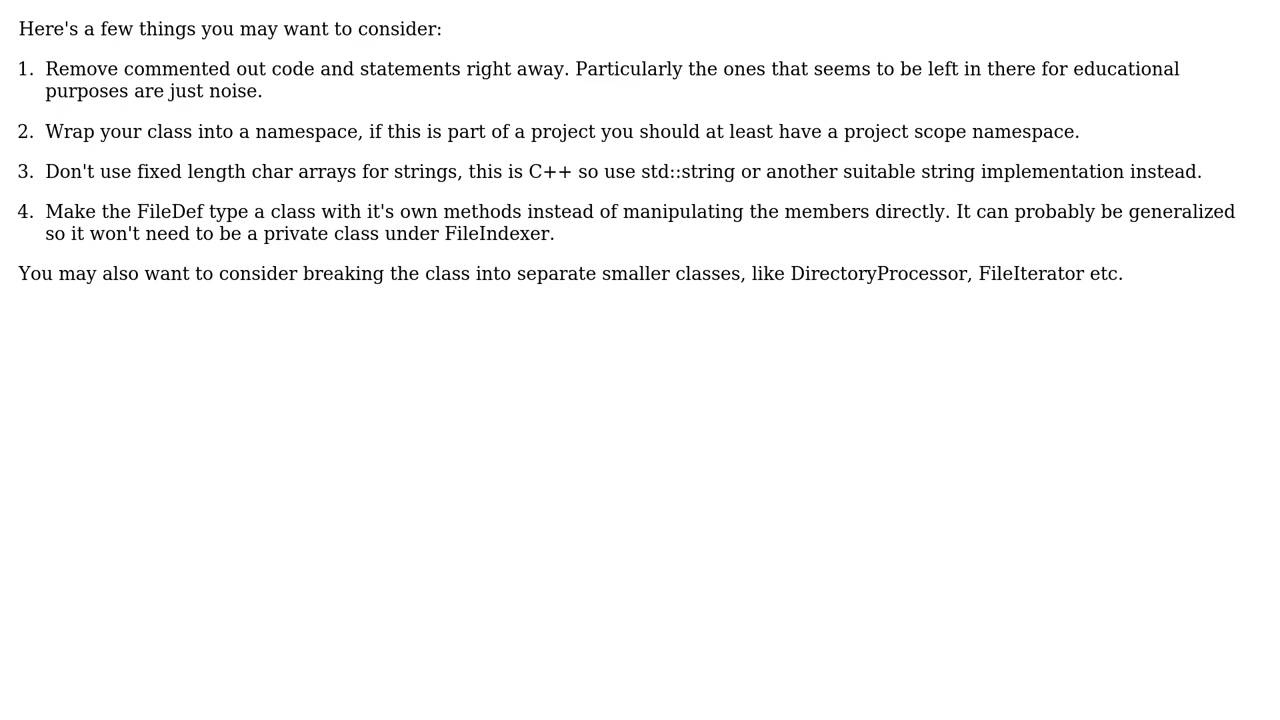 Here's a few things you may want to consider:
1. Remove commented out code and statements right away. Particularly the ones that seems to be left in there for educational
purposes are just noise.
2. Wrap your class into a namespace, if this is part of a project you should at least have a project scope namespace.
3. Don't use fixed length char arrays for strings, this is C++ so use std::string or another suitable string implementation instead.
4. Make the FileDef type a class with it's own methods instead of manipulating the members directly. It can probably be generalized
so it won't need to be a private class under FileIndexer.
You may also want to consider breaking the class into separate smaller classes, like DirectoryProcessor, FileIterator etc.